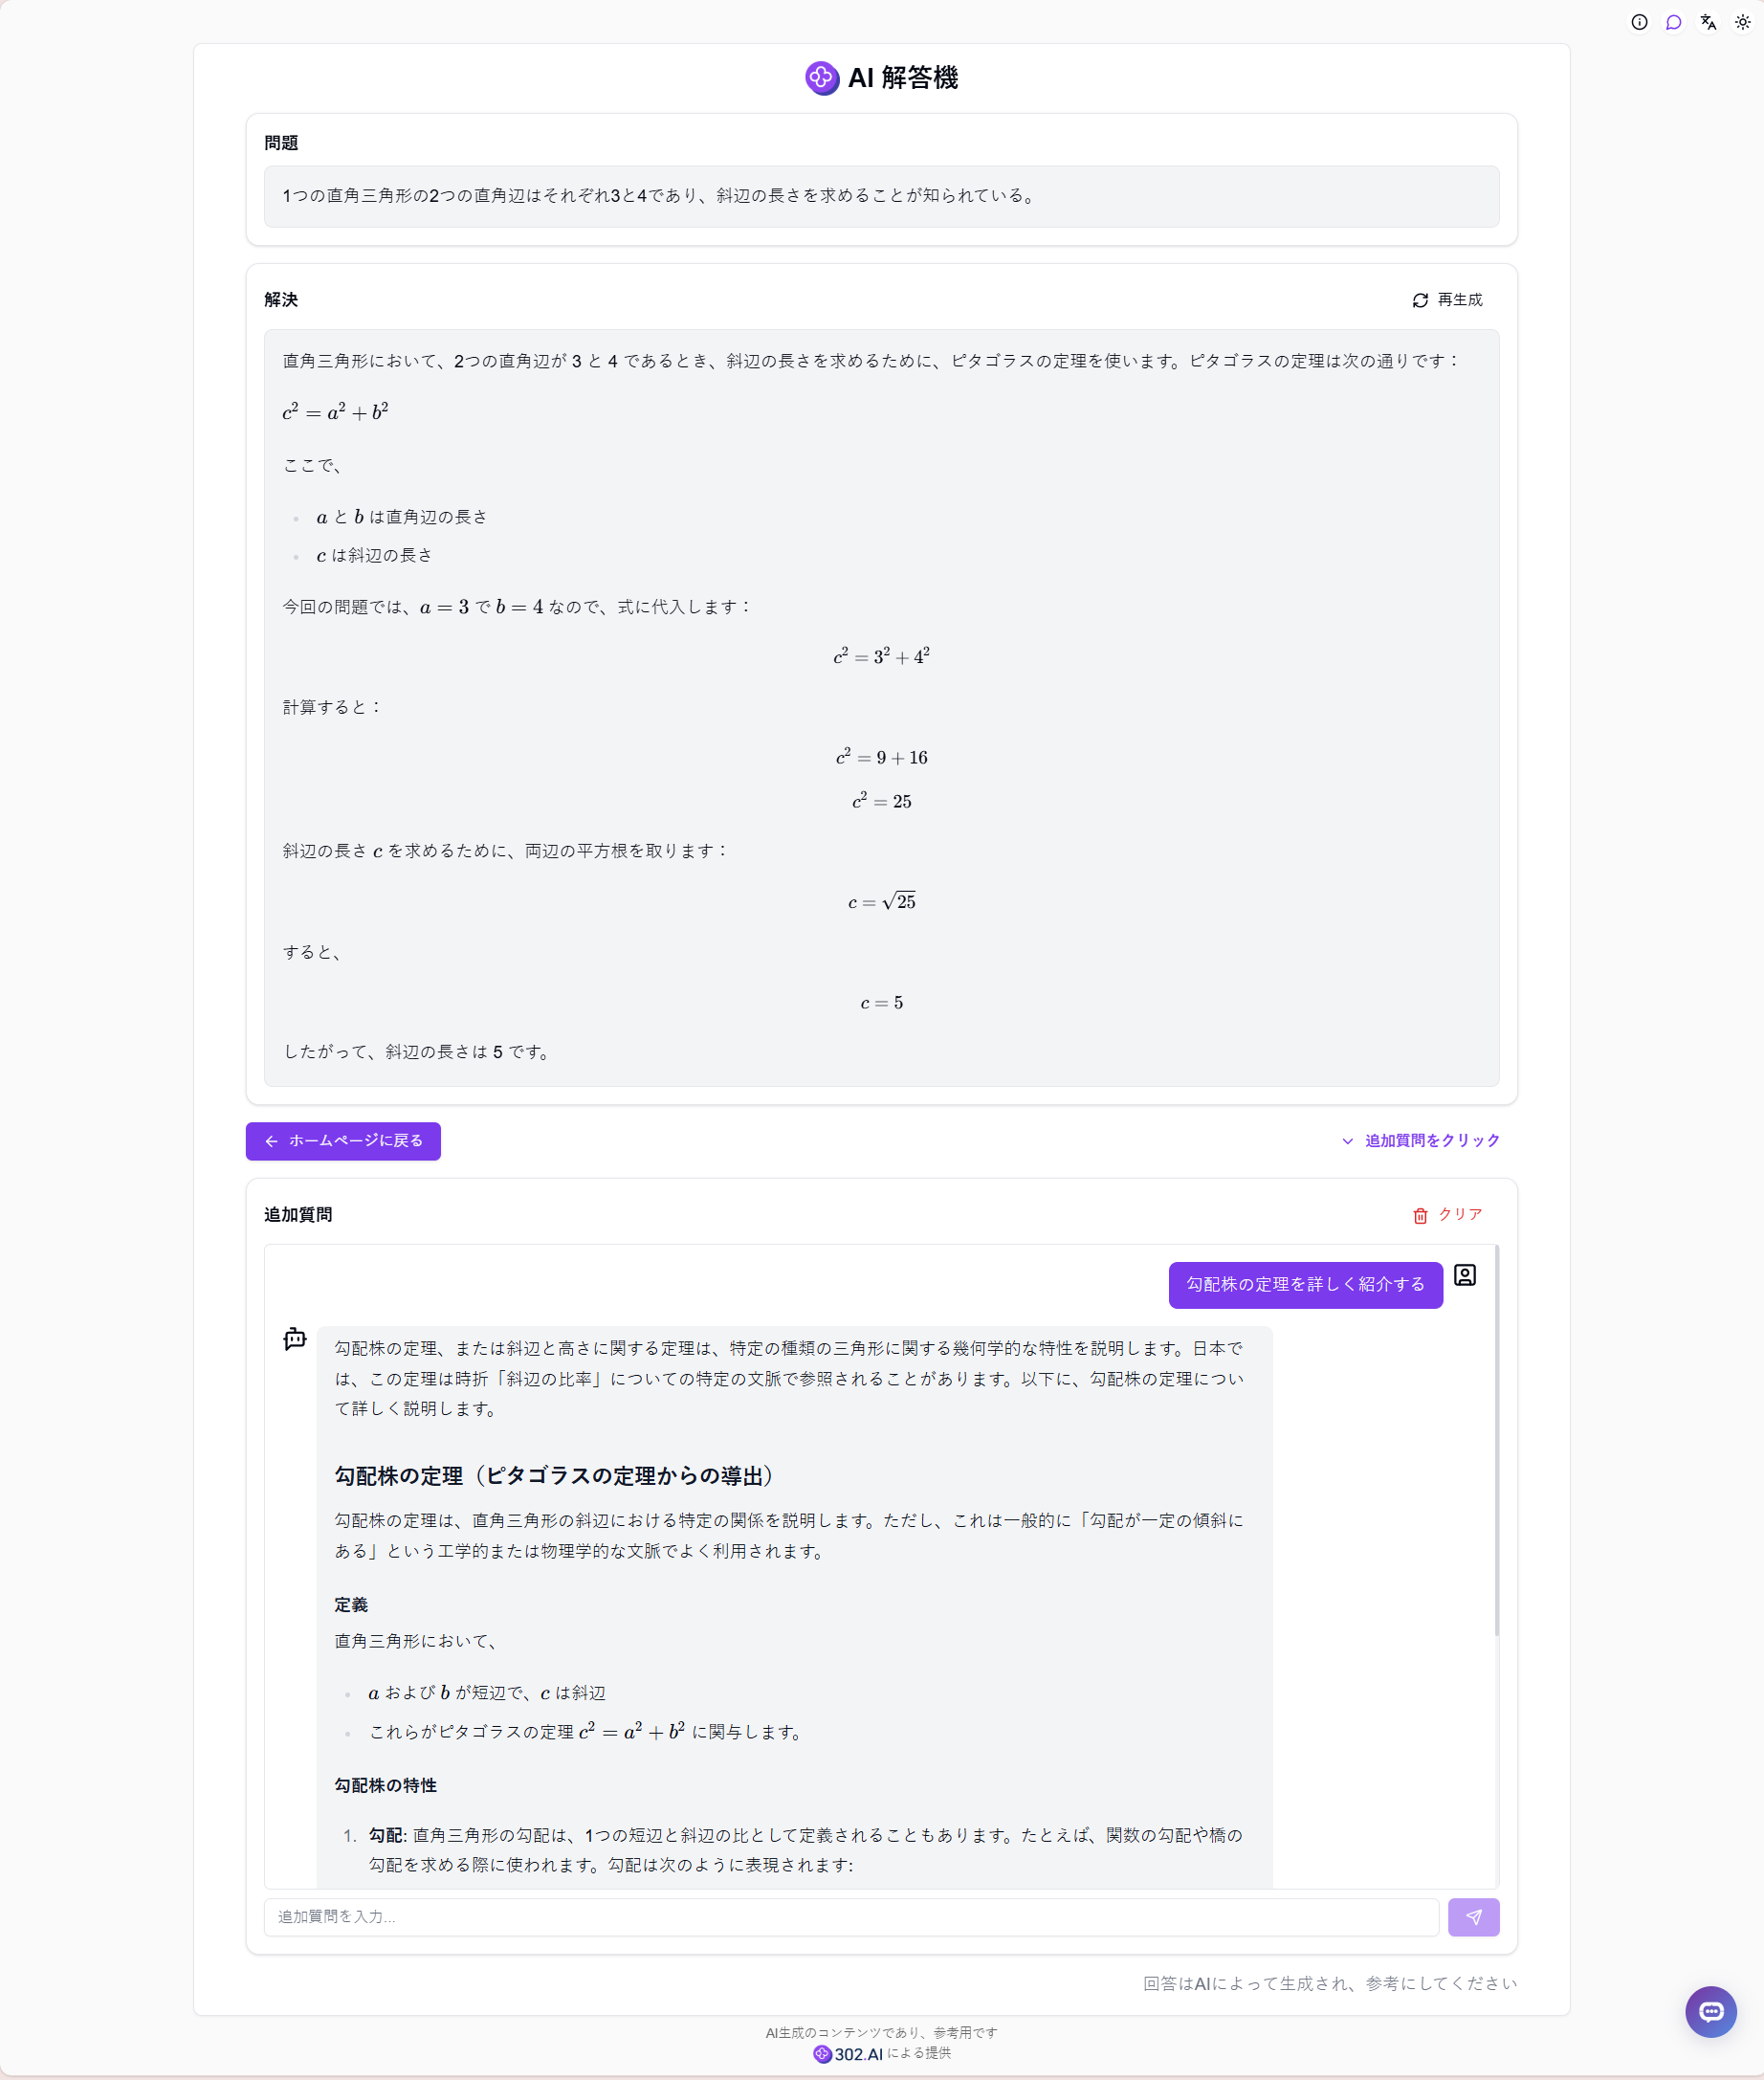 AI 解答機
問題
1つの直角三角形の2つの直角辺はそれぞれ3と4であり、斜辺の長さを求めることが知られている。
解決
再生成
直角三角形において、2つの直角辺が 3 と 4 であるとき、斜辺の長さを求めるために、ピタゴラスの定理を使います。ピタゴラスの定理は次の通りです：
c² = a² + b²
ここで、
a と b は直角辺の長さ
c は斜辺の長さ
今回の問題では、a = 3 で b = 4 なので、式に代入します：
c² = 3² + 4²
計算すると：
c² = 9 + 16
c² = 25
斜辺の長さ c を求めるために、両辺の平方根を取ります：
c = √25
すると、
c = 5
したがって、斜辺の長さは 5 です。
ホームページに戻る
追加質問をクリック
追加質問
クリア
勾配株の定理を詳しく紹介する
勾配株の定理、または斜辺と高さに関する定理は、特定の種類の三角形に関する幾何学的な特性を説明します。日本で
は、この定理は時折「斜辺の比率」についての特定の文脈で参照されることがあります。以下に、勾配株の定理につい
て詳しく説明します。
勾配株の定理（ピタゴラスの定理からの導出）
勾配株の定理は、直角三角形の斜辺における特定の関係を説明します。ただし、これは一般的に「勾配が一定の傾斜に
ある」という工学的または物理学的な文脈でよく利用されます。
定義
直角三角形において、
a および b が短辺で、c は斜辺
これらがピタゴラスの定理 c² = a² + b² に関与します。
勾配株の特性
1. 勾配: 直角三角形の勾配は、1つの短辺と斜辺の比として定義されることもあります。たとえば、関数の勾配や橋の
勾配を求める際に使われます。勾配は次のように表現されます:
追加質問を入力...
回答はAIによって生成され、参考にしてください
AI生成のコンテンツであり、参考用です
302.AI による提供